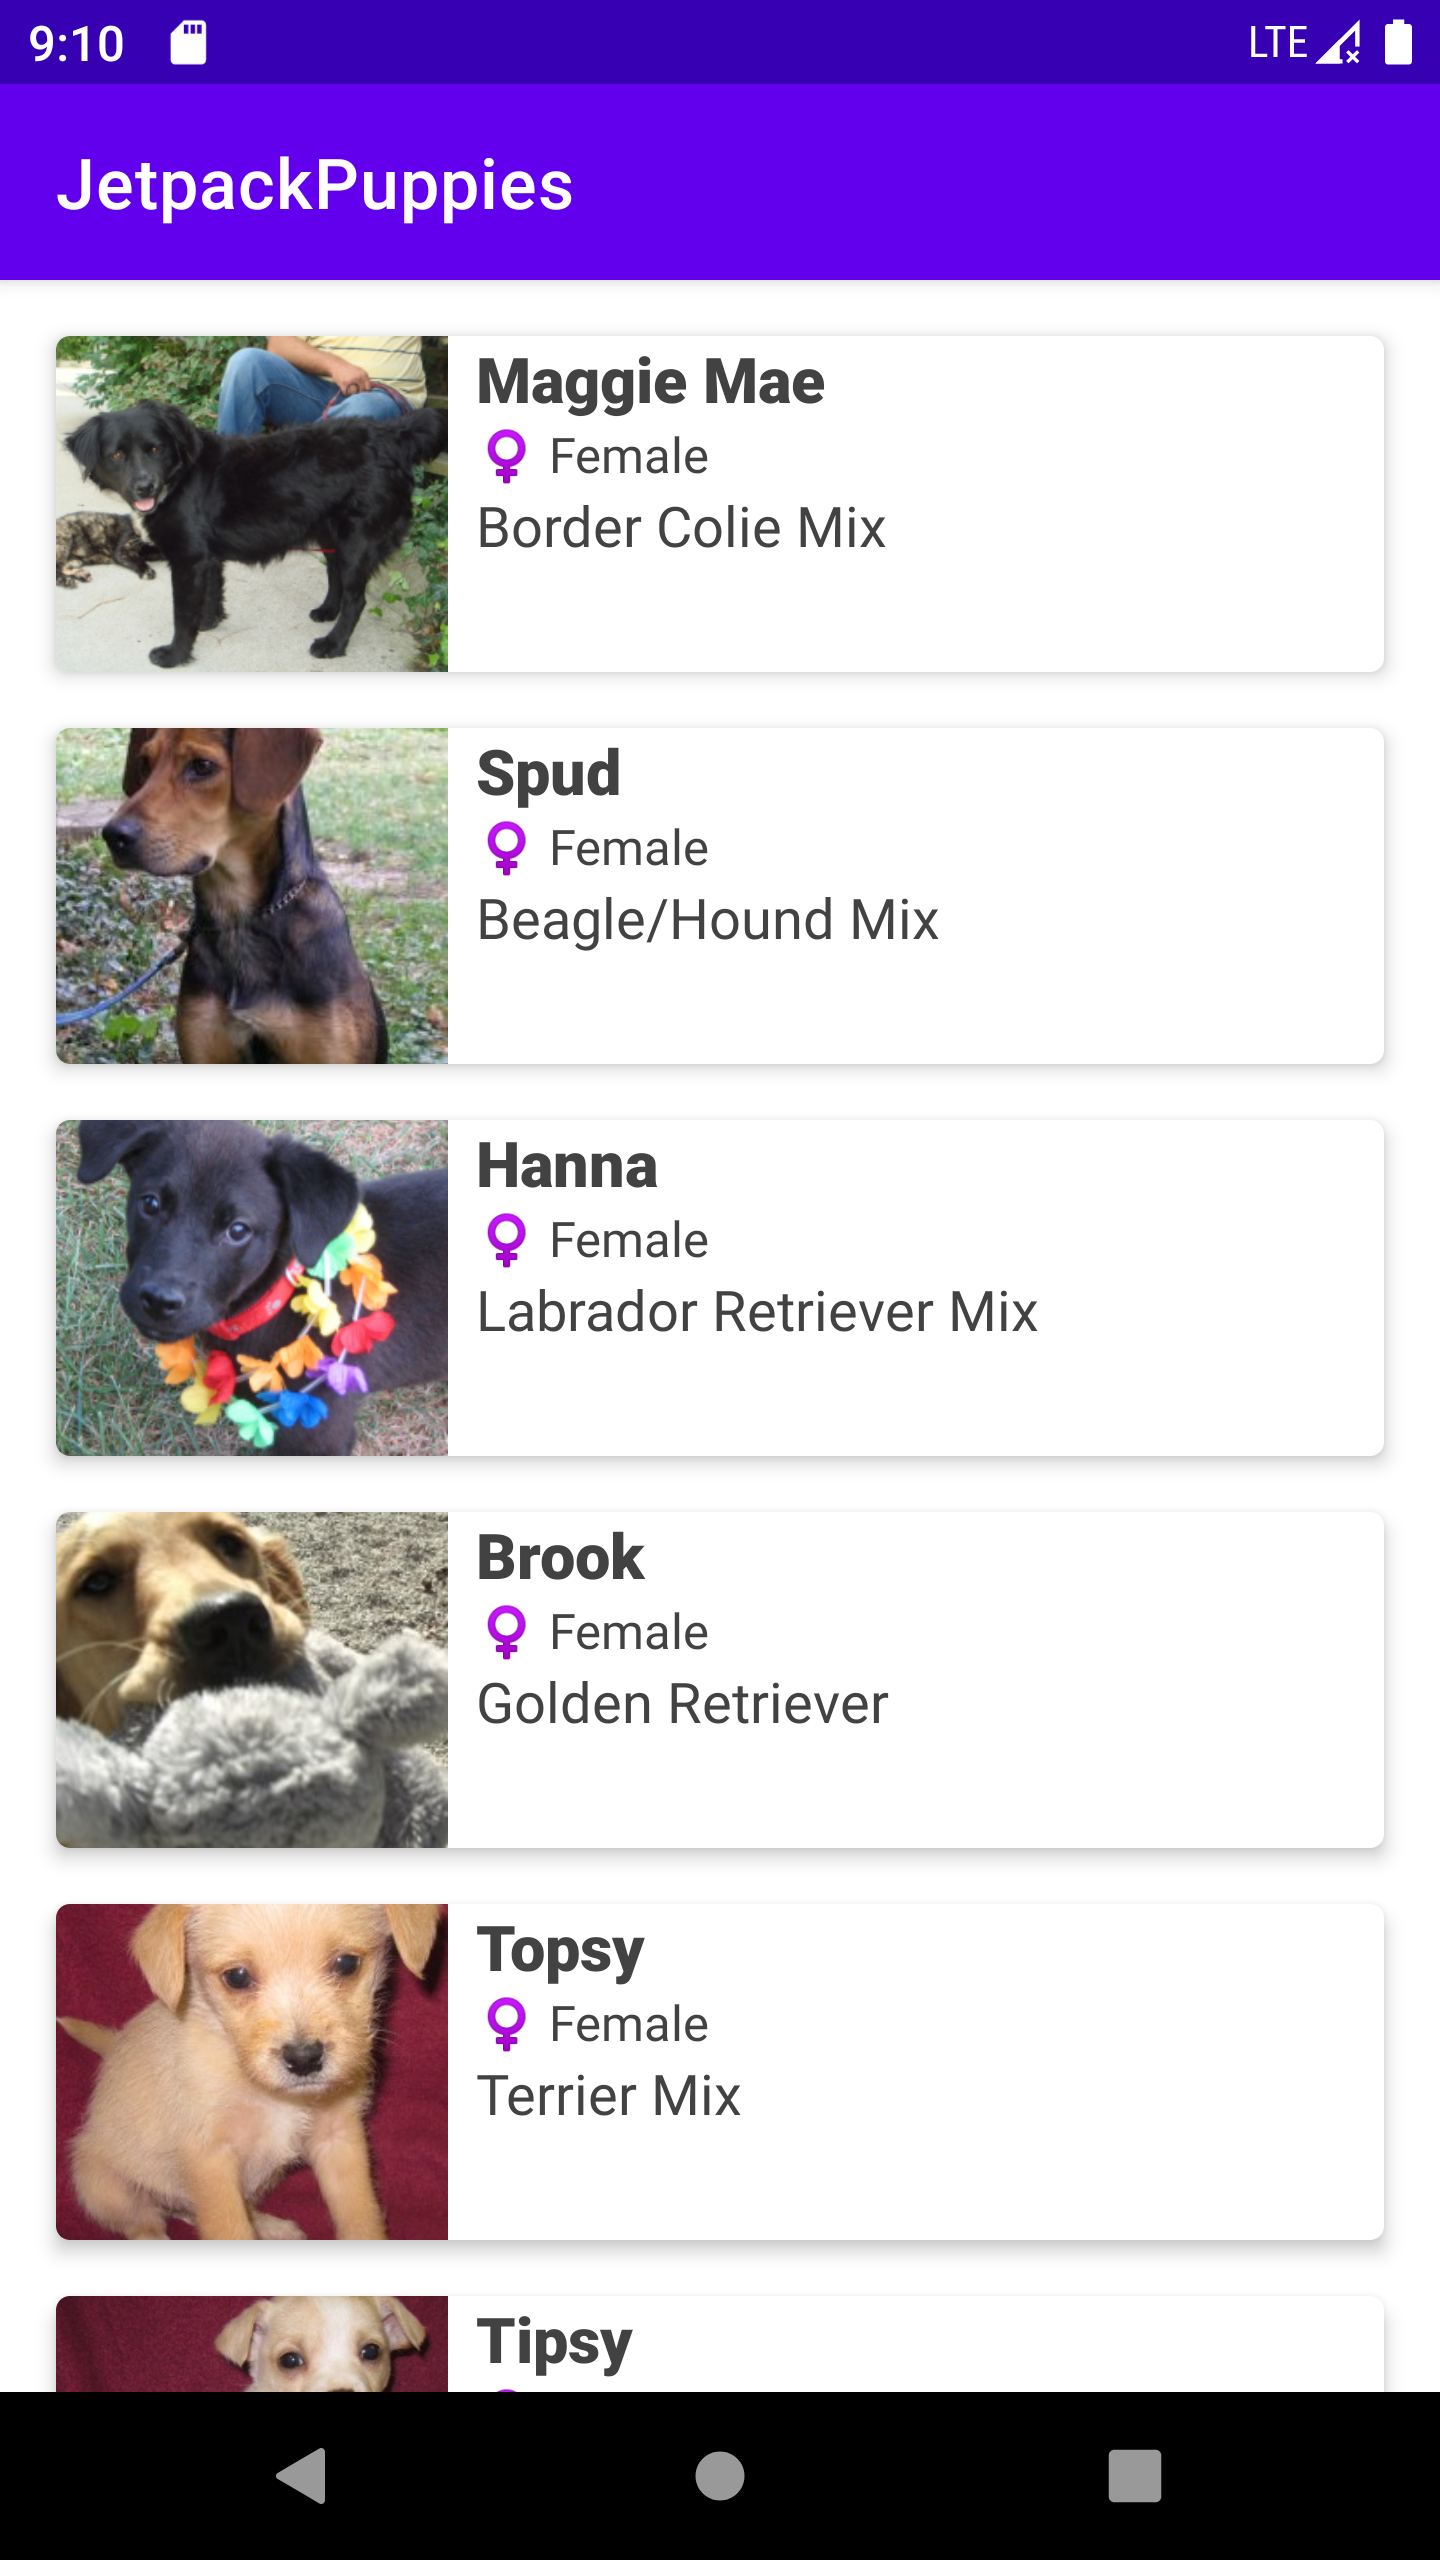 9:10 LTE
JetpackPuppies
Maggie Mae
Female
Border Colie Mix
Spud
Female
Beagle/Hound Mix
Hanna
Female
Labrador Retriever Mix
Brook
Female
Golden Retriever
Topsy
Female
Terrier Mix
Tipsy